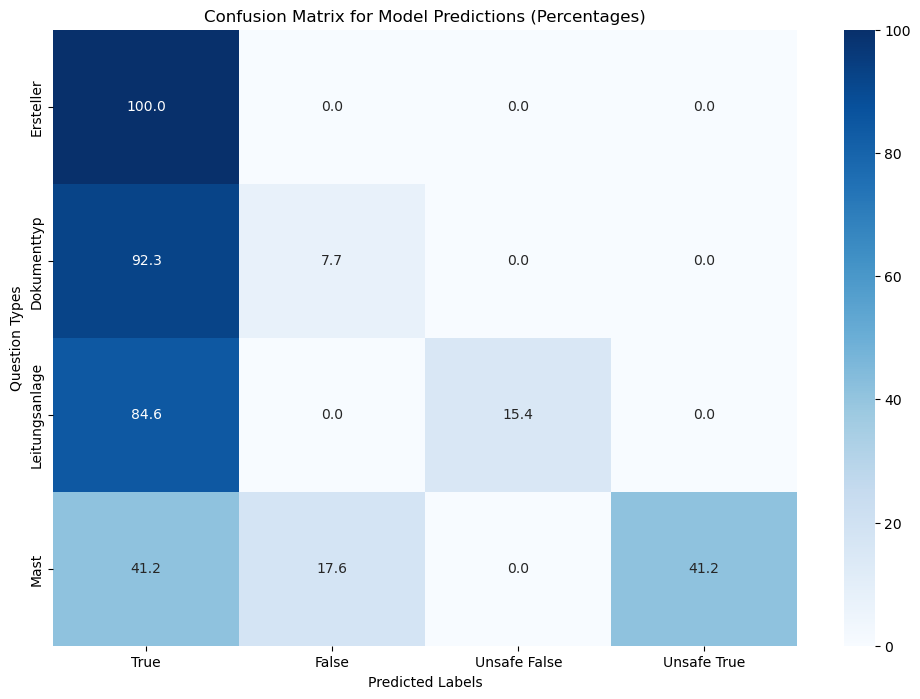 Confusion Matrix for Model Predictions (Percentages)
Question Types
Ersteller
100.0 0.0 0.0 0.0
Dokumenttyp
92.3 7.7 0.0 0.0
Leitungsanlage
84.6 0.0 15.4 0.0
Mast
41.2 17.6 0.0 41.2
True False Unsafe False Unsafe True
Predicted Labels
100
80
60
40
20
0